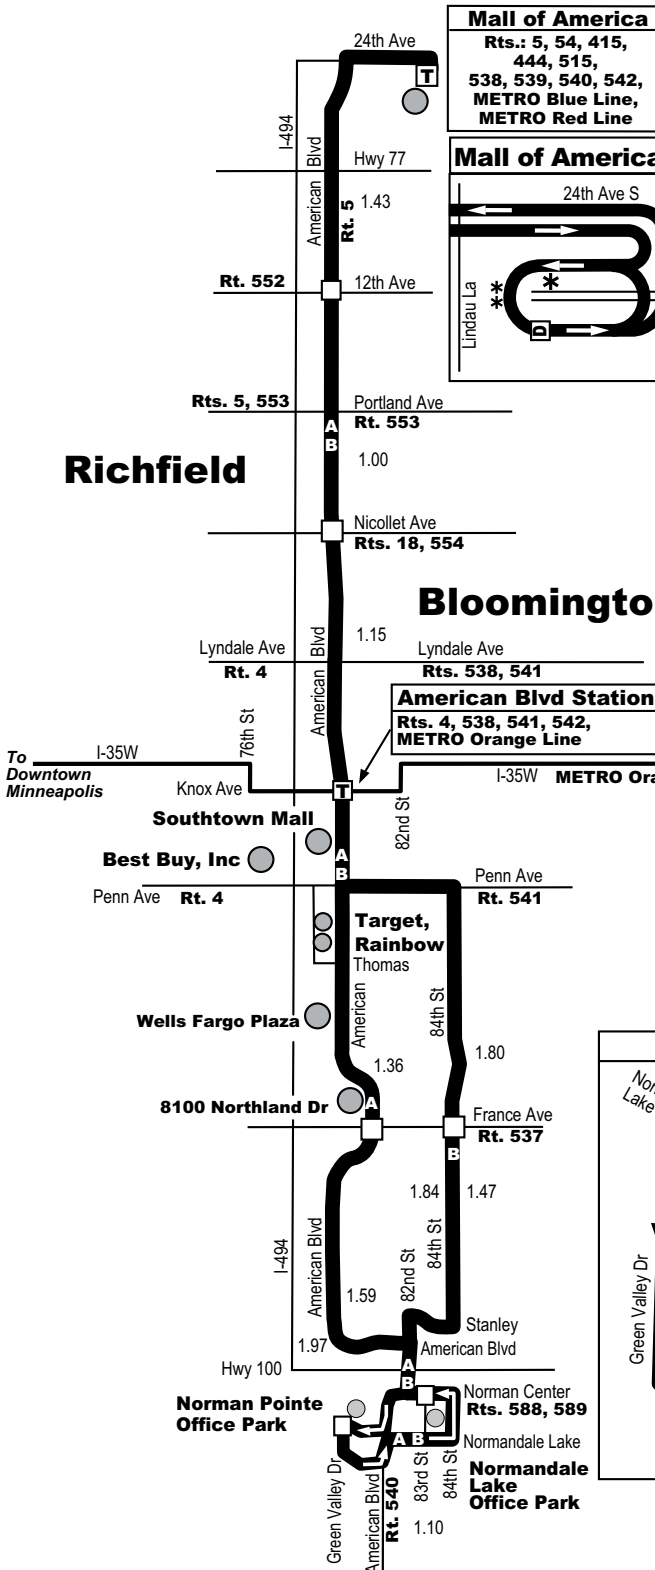 24th Ave
Mall of America
Rts.: 5, 54, 415,
444, 515,
538, 539, 540, 542,
METRO Blue Line,
METRO Red Line
T
I-494
American Blvd
Hwy 77
Rt. 5
1.43
Mall of America
24th Ave S
Lindau La
*
**
D
Rt. 552
12th Ave
Rts. 5, 553
Portland Ave
Rt. 553
A
B
1.00
Richfield
Nicollet Ave
Rts. 18, 554
Bloomingto
American Blvd
1.15
Lyndale Ave
Rt. 4
Lyndale Ave
Rts. 538, 541
American Blvd Station
Rts. 4, 538, 541, 542,
METRO Orange Line
76th St
To
Downtown
Minneapolis
I-35W
Knox Ave
T
82nd St
I-35W
METRO Ora
Southtown Mall
Best Buy, Inc
A
B
Penn Ave
Rt. 4
Penn Ave
Rt. 541
Target,
Rainbow
Thomas
American
84th St
Wells Fargo Plaza
1.36
1.80
8100 Northland Dr
A
France Ave
Rt. 537
B
1.84
1.47
I-494
American Blvd
82nd St
84th St
1.59
1.97
Stanley
American Blvd
Hwy 100
A
B
Norman Pointe
Office Park
Norman Center
Rts. 588, 589
A B
Normandale Lake
Green Valley Dr
American Blvd
Rt. 540
83rd St
84th St
Normandale
Lake
Office Park
1.10
Nor
Lake
Green Valley Dr